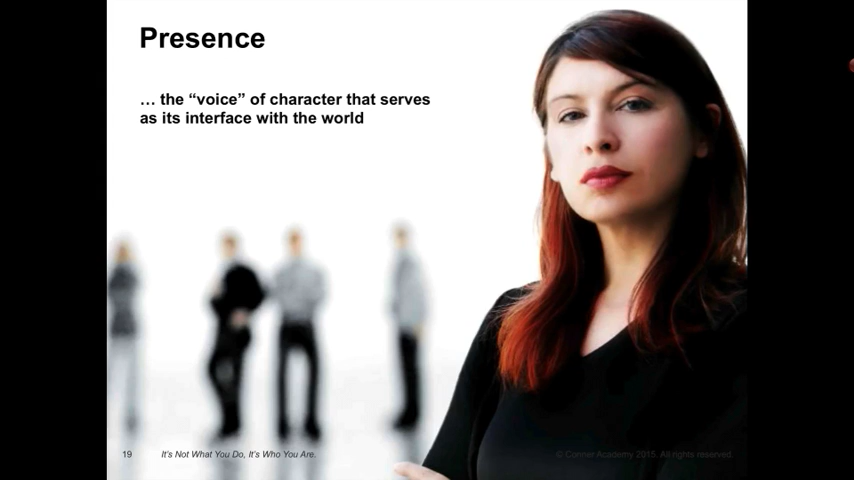 Presence
… the “voice” of character that serves
as its interface with the world
19 It’s Not What You Do, It’s Who You Are.
© Conner Academy 2015. All rights reserved.